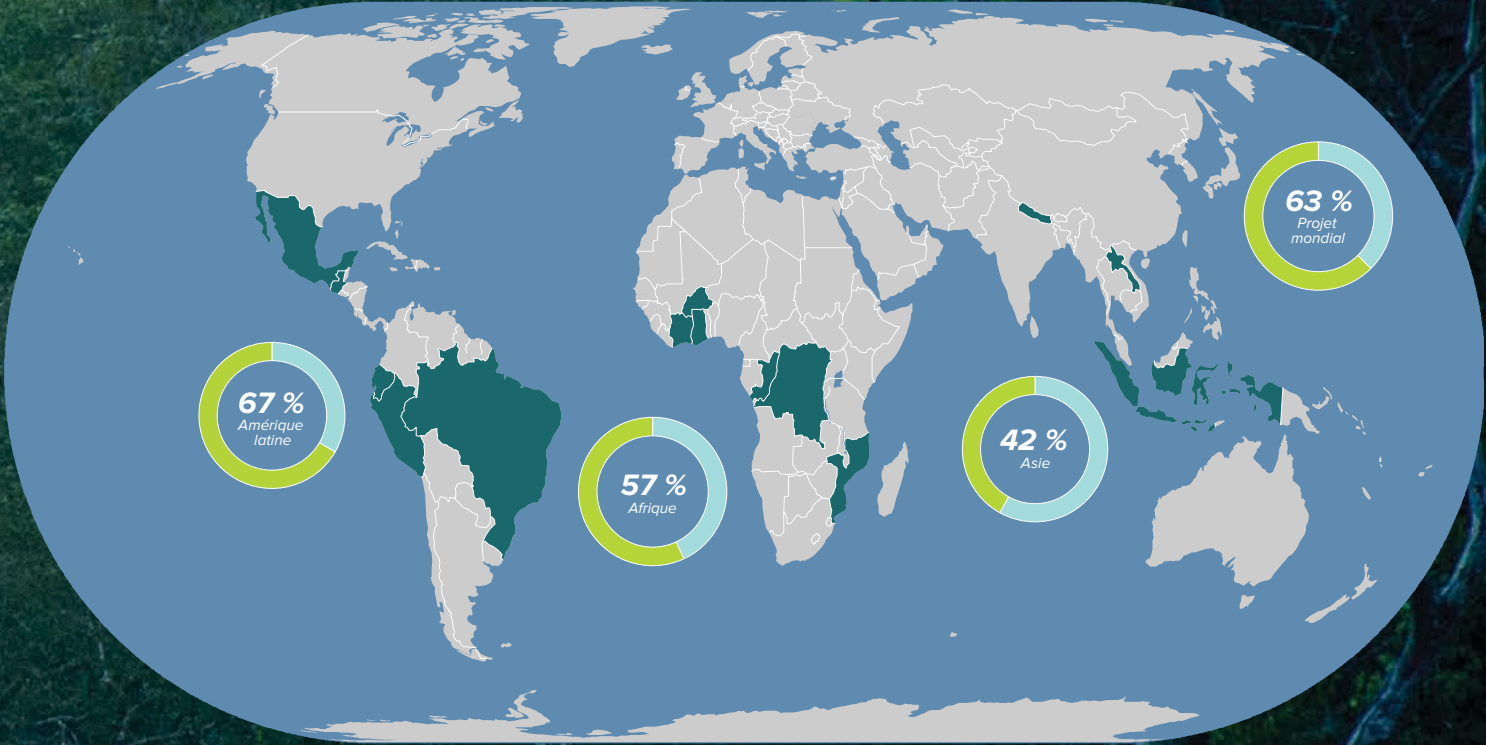 63 %
Projet
mondial
67 %
Amérique
latine
57 %
Afrique
42 %
Asie